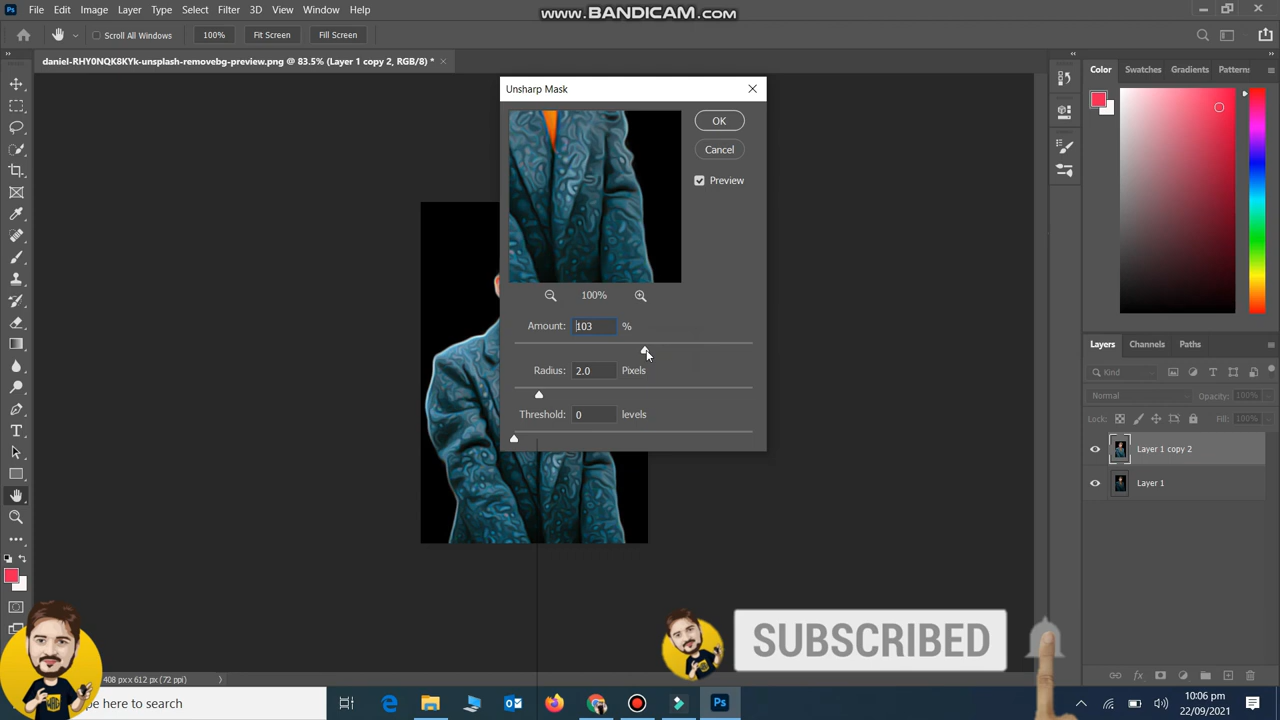 www.BANDICAM.com
Ps File Edit Image Layer Type Select Filter 3D View Window Help
Scroll All Windows 100% Fit Screen Fill Screen
daniel-RHY0NQK8KYk-unsplash-removebg-preview.png @ 83.5% (Layer 1 copy 2, RGB/8) *
Color Swatches Gradients Patterns
Unsharp Mask
OK
Cancel
Preview
100%
Amount: 103 %
Radius: 2.0 Pixels
Threshold: 0 levels
Layers Channels Paths
Kind
Normal Opacity: 100%
Lock: Fill: 100%
Layer 1 copy 2
Layer 1
SUBSCRIBED
408 px x 612 px (72 ppi)
pe here to search
Ps
10:06 pm
22/09/2021